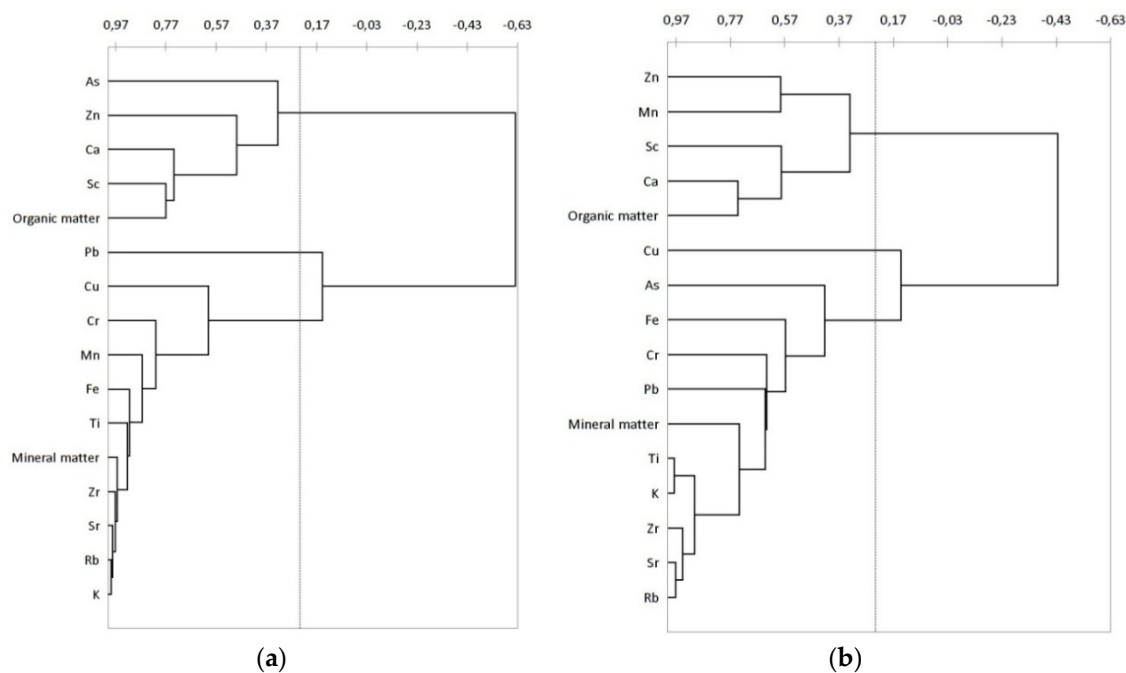 0,97 0,77 0,57 0,37 0,17 -0,03 -0,23 -0,43 -0,63
As
Zn
Ca
Sc
Organic matter
Pb
Cu
Cr
Mn
Fe
Ti
Mineral matter
Zr
Sr
Rb
K
(a)
0,97 0,77 0,57 0,37 0,17 -0,03 -0,23 -0,43 -0,63
Zn
Mn
Sc
Ca
Organic matter
Cu
As
Fe
Cr
Pb
Mineral matter
Ti
K
Zr
Sr
Rb
(b)